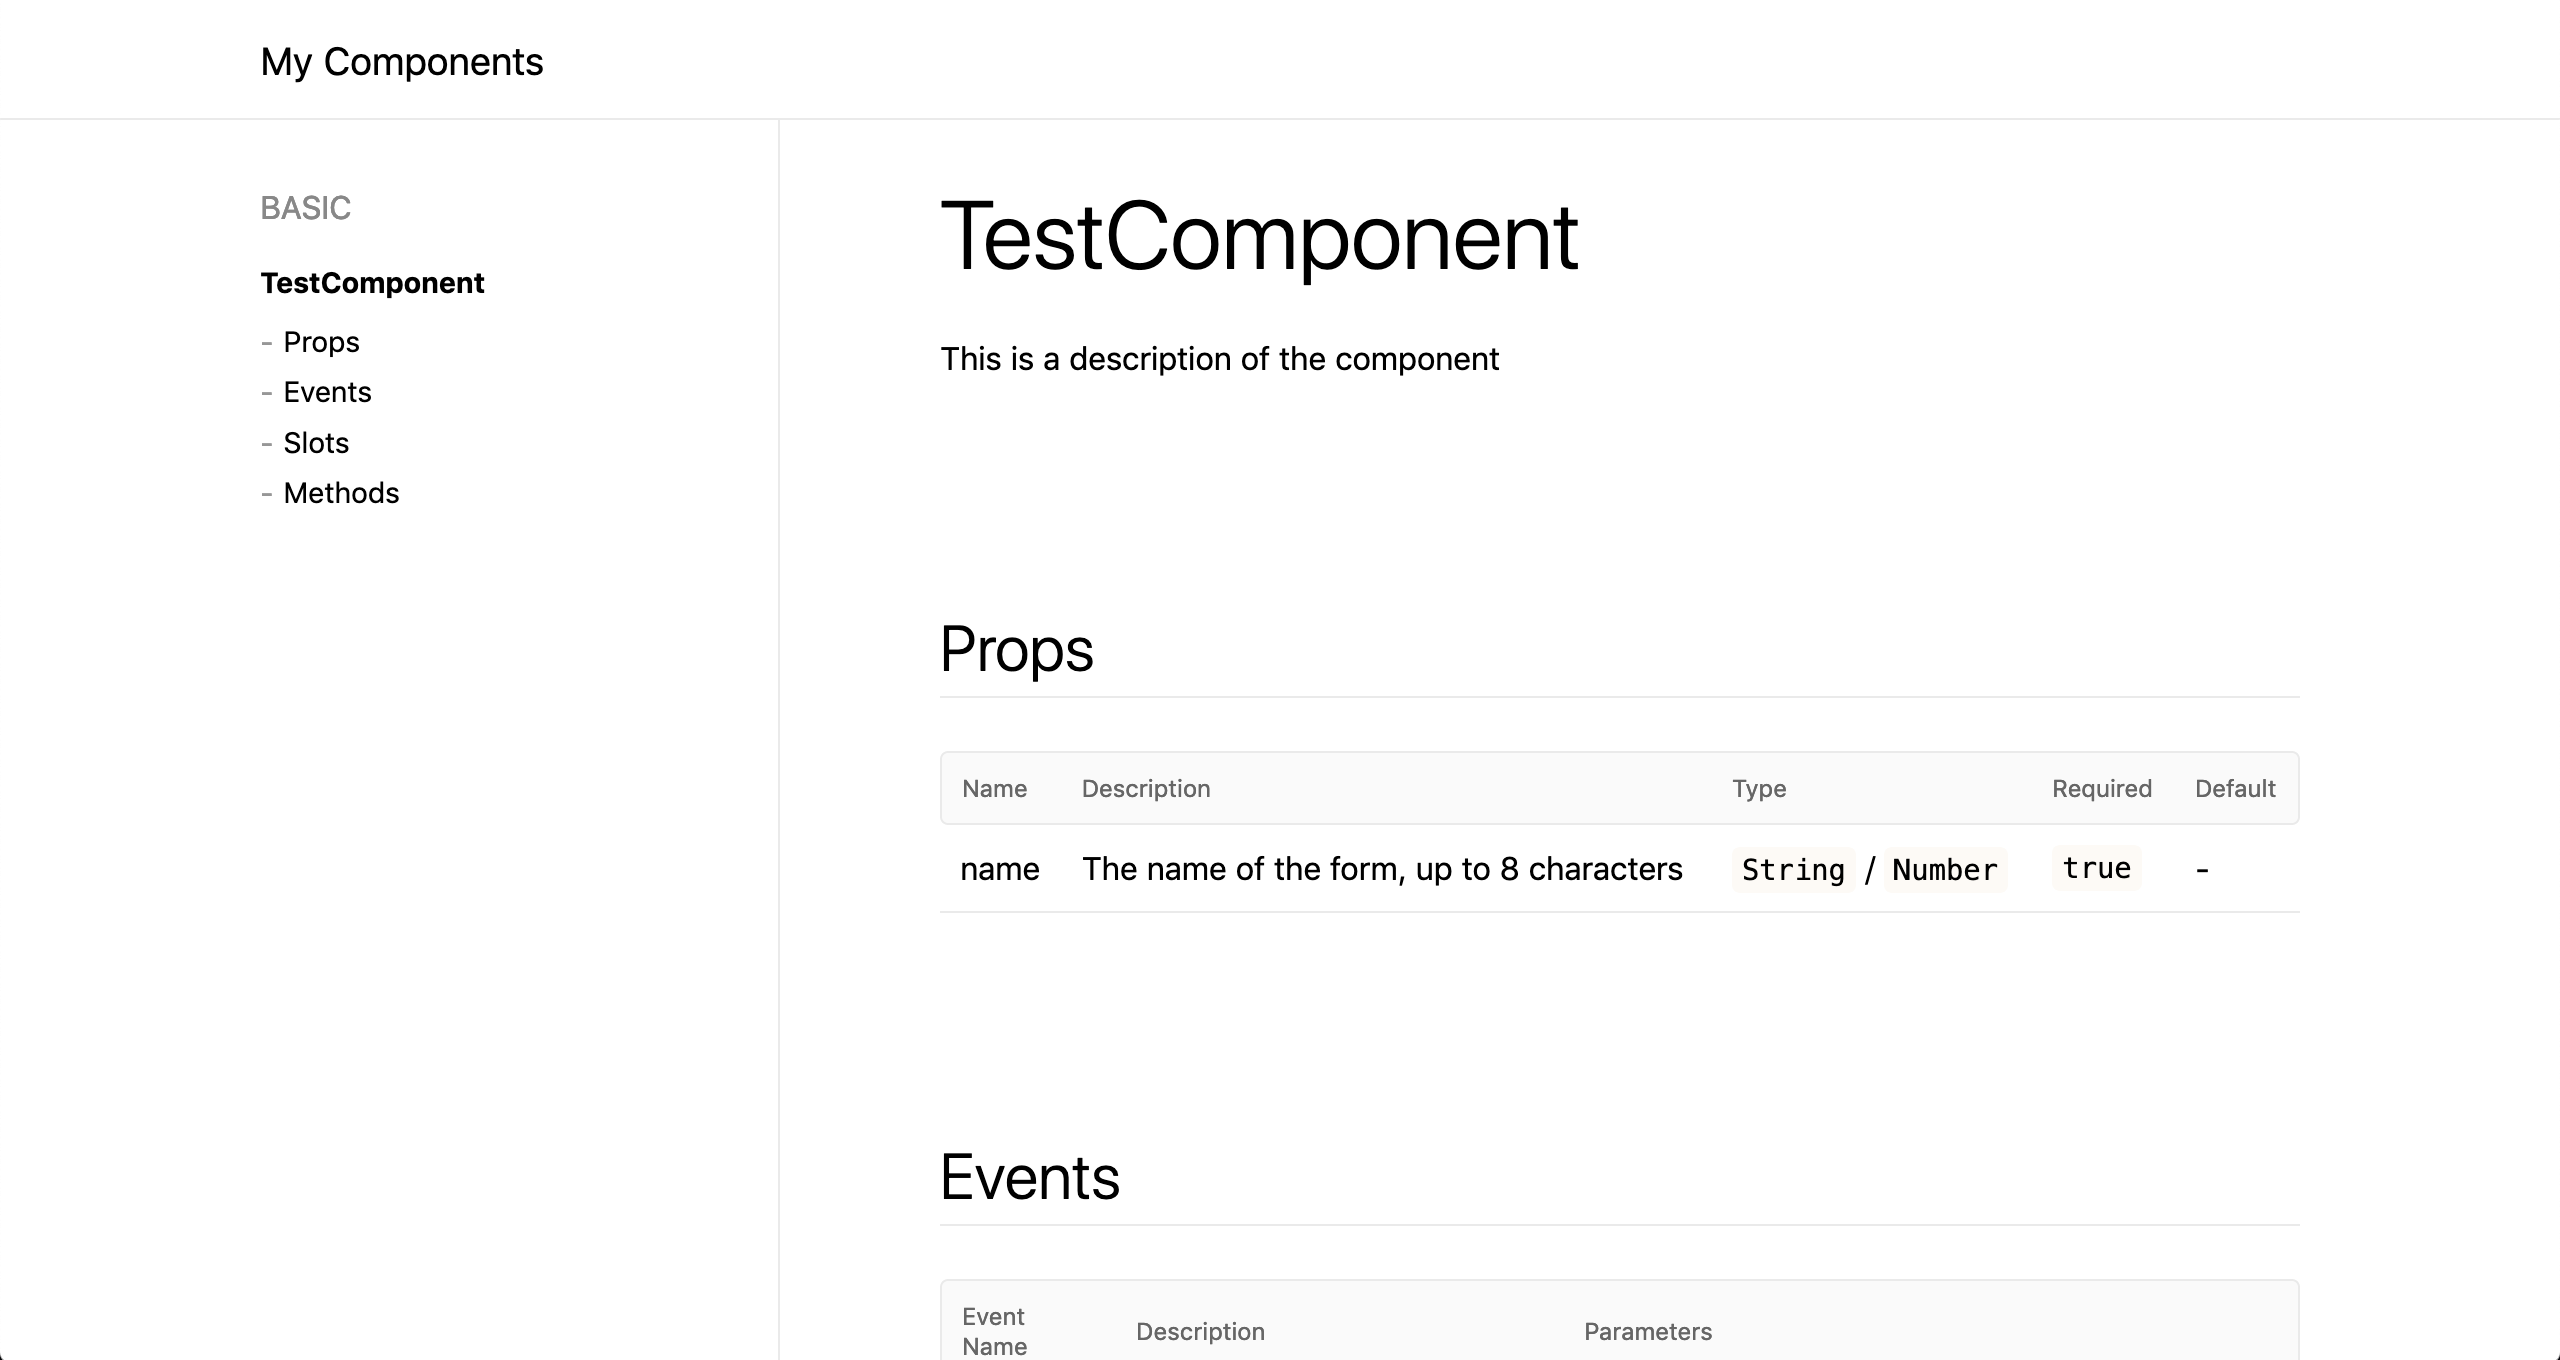 My Components
BASIC
TestComponent
- Props
- Events
- Slots
- Methods
TestComponent
This is a description of the component
Props
Name Description Type Required Default
name The name of the form, up to 8 characters String / Number true -
Events
Event Name Description Parameters